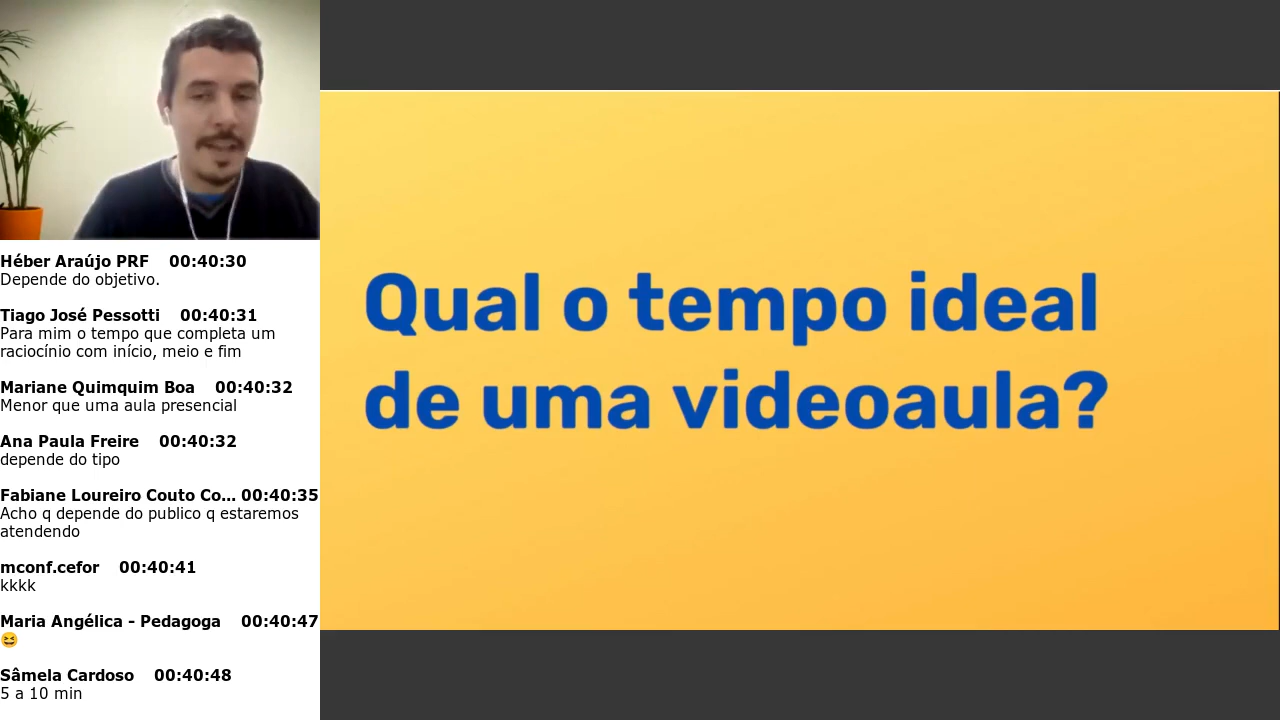 Héber Araújo PRF 00:40:30
Depende do objetivo.
Tiago José Pessotti 00:40:31
Para mim o tempo que completa um
raciocínio com início, meio e fim
Mariane Quimquim Boa 00:40:32
Menor que uma aula presencial
Ana Paula Freire 00:40:32
depende do tipo
Fabiane Loureiro Couto Co... 00:40:35
Acho q depende do publico q estaremos
atendendo
mconf.cefor 00:40:41
kkkk
Maria Angélica - Pedagoga 00:40:47
😆
Sâmela Cardoso 00:40:48
5 a 10 min
Qual o tempo ideal
de uma videoaula?